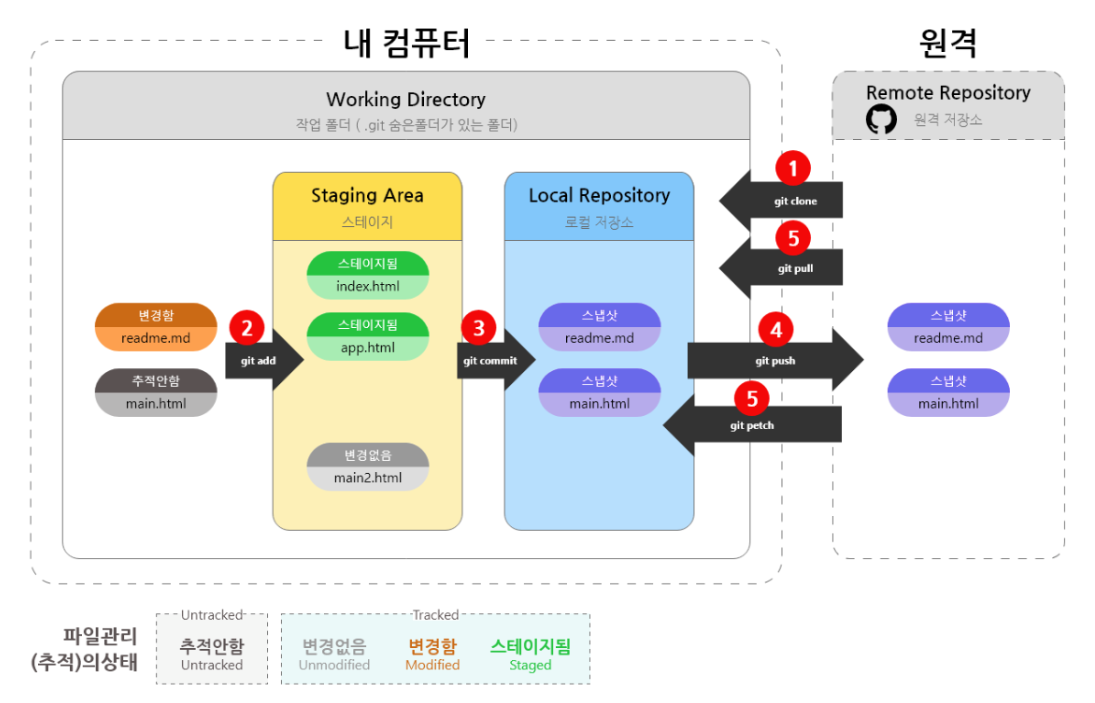 내 컴퓨터
원격
Working Directory
작업 폴더 ( .git 숨은폴더가 있는 폴더)
Remote Repository
원격 저장소
Staging Area
스테이지
Local Repository
로컬 저장소
1
git clone
5
git pull
스테이지됨
index.html
변경함
readme.md
2
git add
스테이지됨
app.html
3
git commit
스냅샷
readme.md
4
git push
스냅샷
readme.md
추적안함
main.html
스냅샷
main.html
5
git petch
스냅샷
main.html
변경없음
main2.html
파일관리
(추적)의상태
Untracked
추적안함
Untracked
Tracked
변경없음
Unmodified
변경함
Modified
스테이지됨
Staged